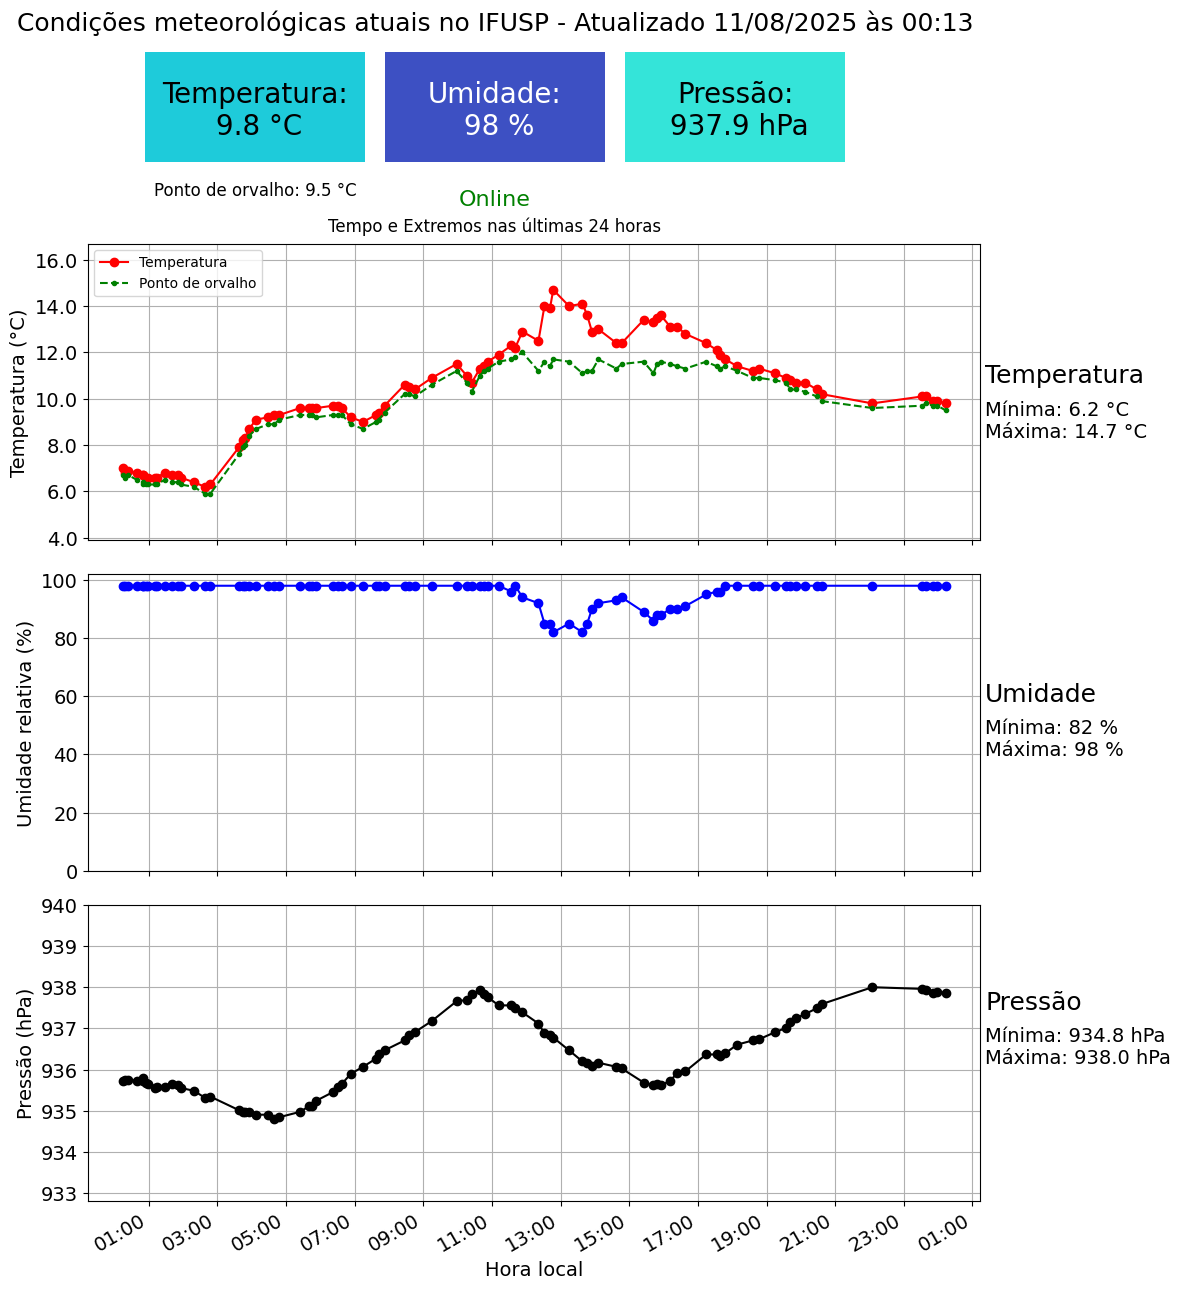 Condições meteorológicas atuais no IFUSP - Atualizado 11/08/2025 às 00:13
Temperatura:
9.8 °C
Umidade:
98 %
Pressão:
937.9 hPa
Ponto de orvalho: 9.5 °C
Online
Tempo e Extremos nas últimas 24 horas
Temperatura
Ponto de orvalho
Temperatura (°C)
16.0
14.0
12.0
10.0
8.0
6.0
4.0
Temperatura
Mínima: 6.2 °C
Máxima: 14.7 °C
Umidade relativa (%)
100
80
60
40
20
0
Umidade
Mínima: 82 %
Máxima: 98 %
Pressão (hPa)
940
939
938
937
936
935
934
933
Pressão
Mínima: 934.8 hPa
Máxima: 938.0 hPa
01:00 03:00 05:00 07:00 09:00 11:00 13:00 15:00 17:00 19:00 21:00 23:00 01:00
Hora local